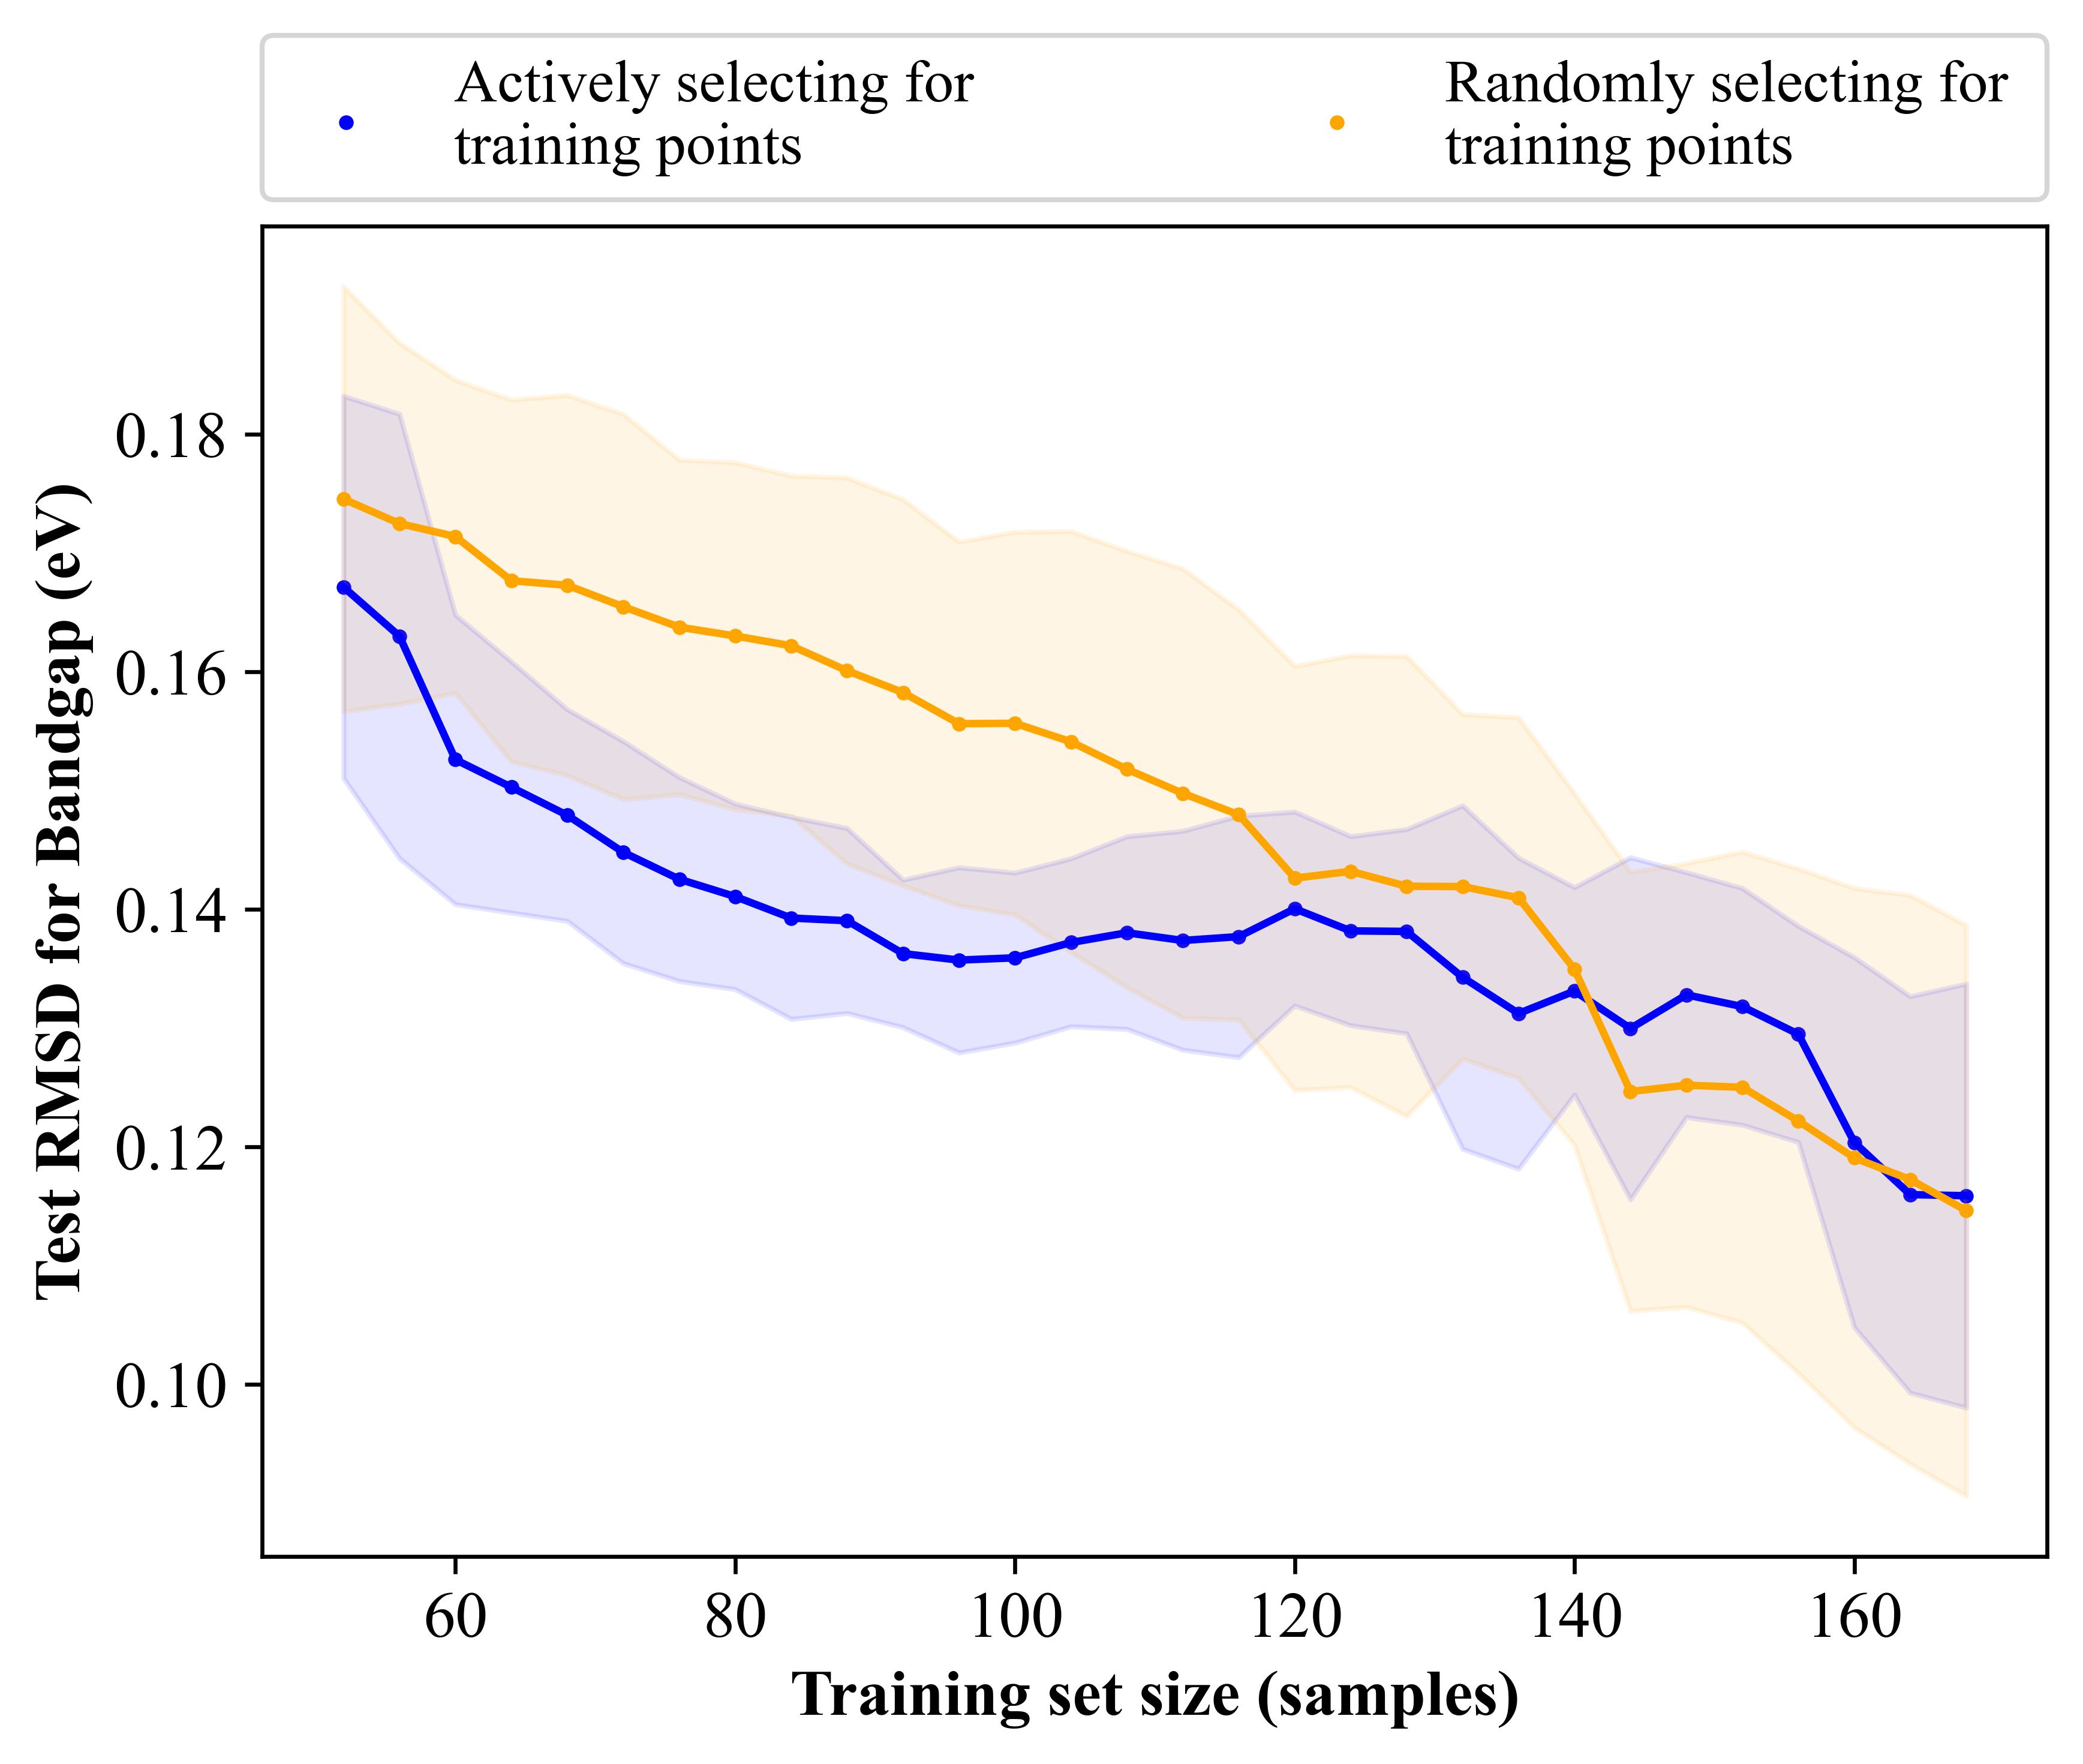 Actively selecting for
training points
Randomly selecting for
training points
Test RMSD for Bandgap (eV)
0.18
0.16
0.14
0.12
0.10
60 80 100 120 140 160
Training set size (samples)